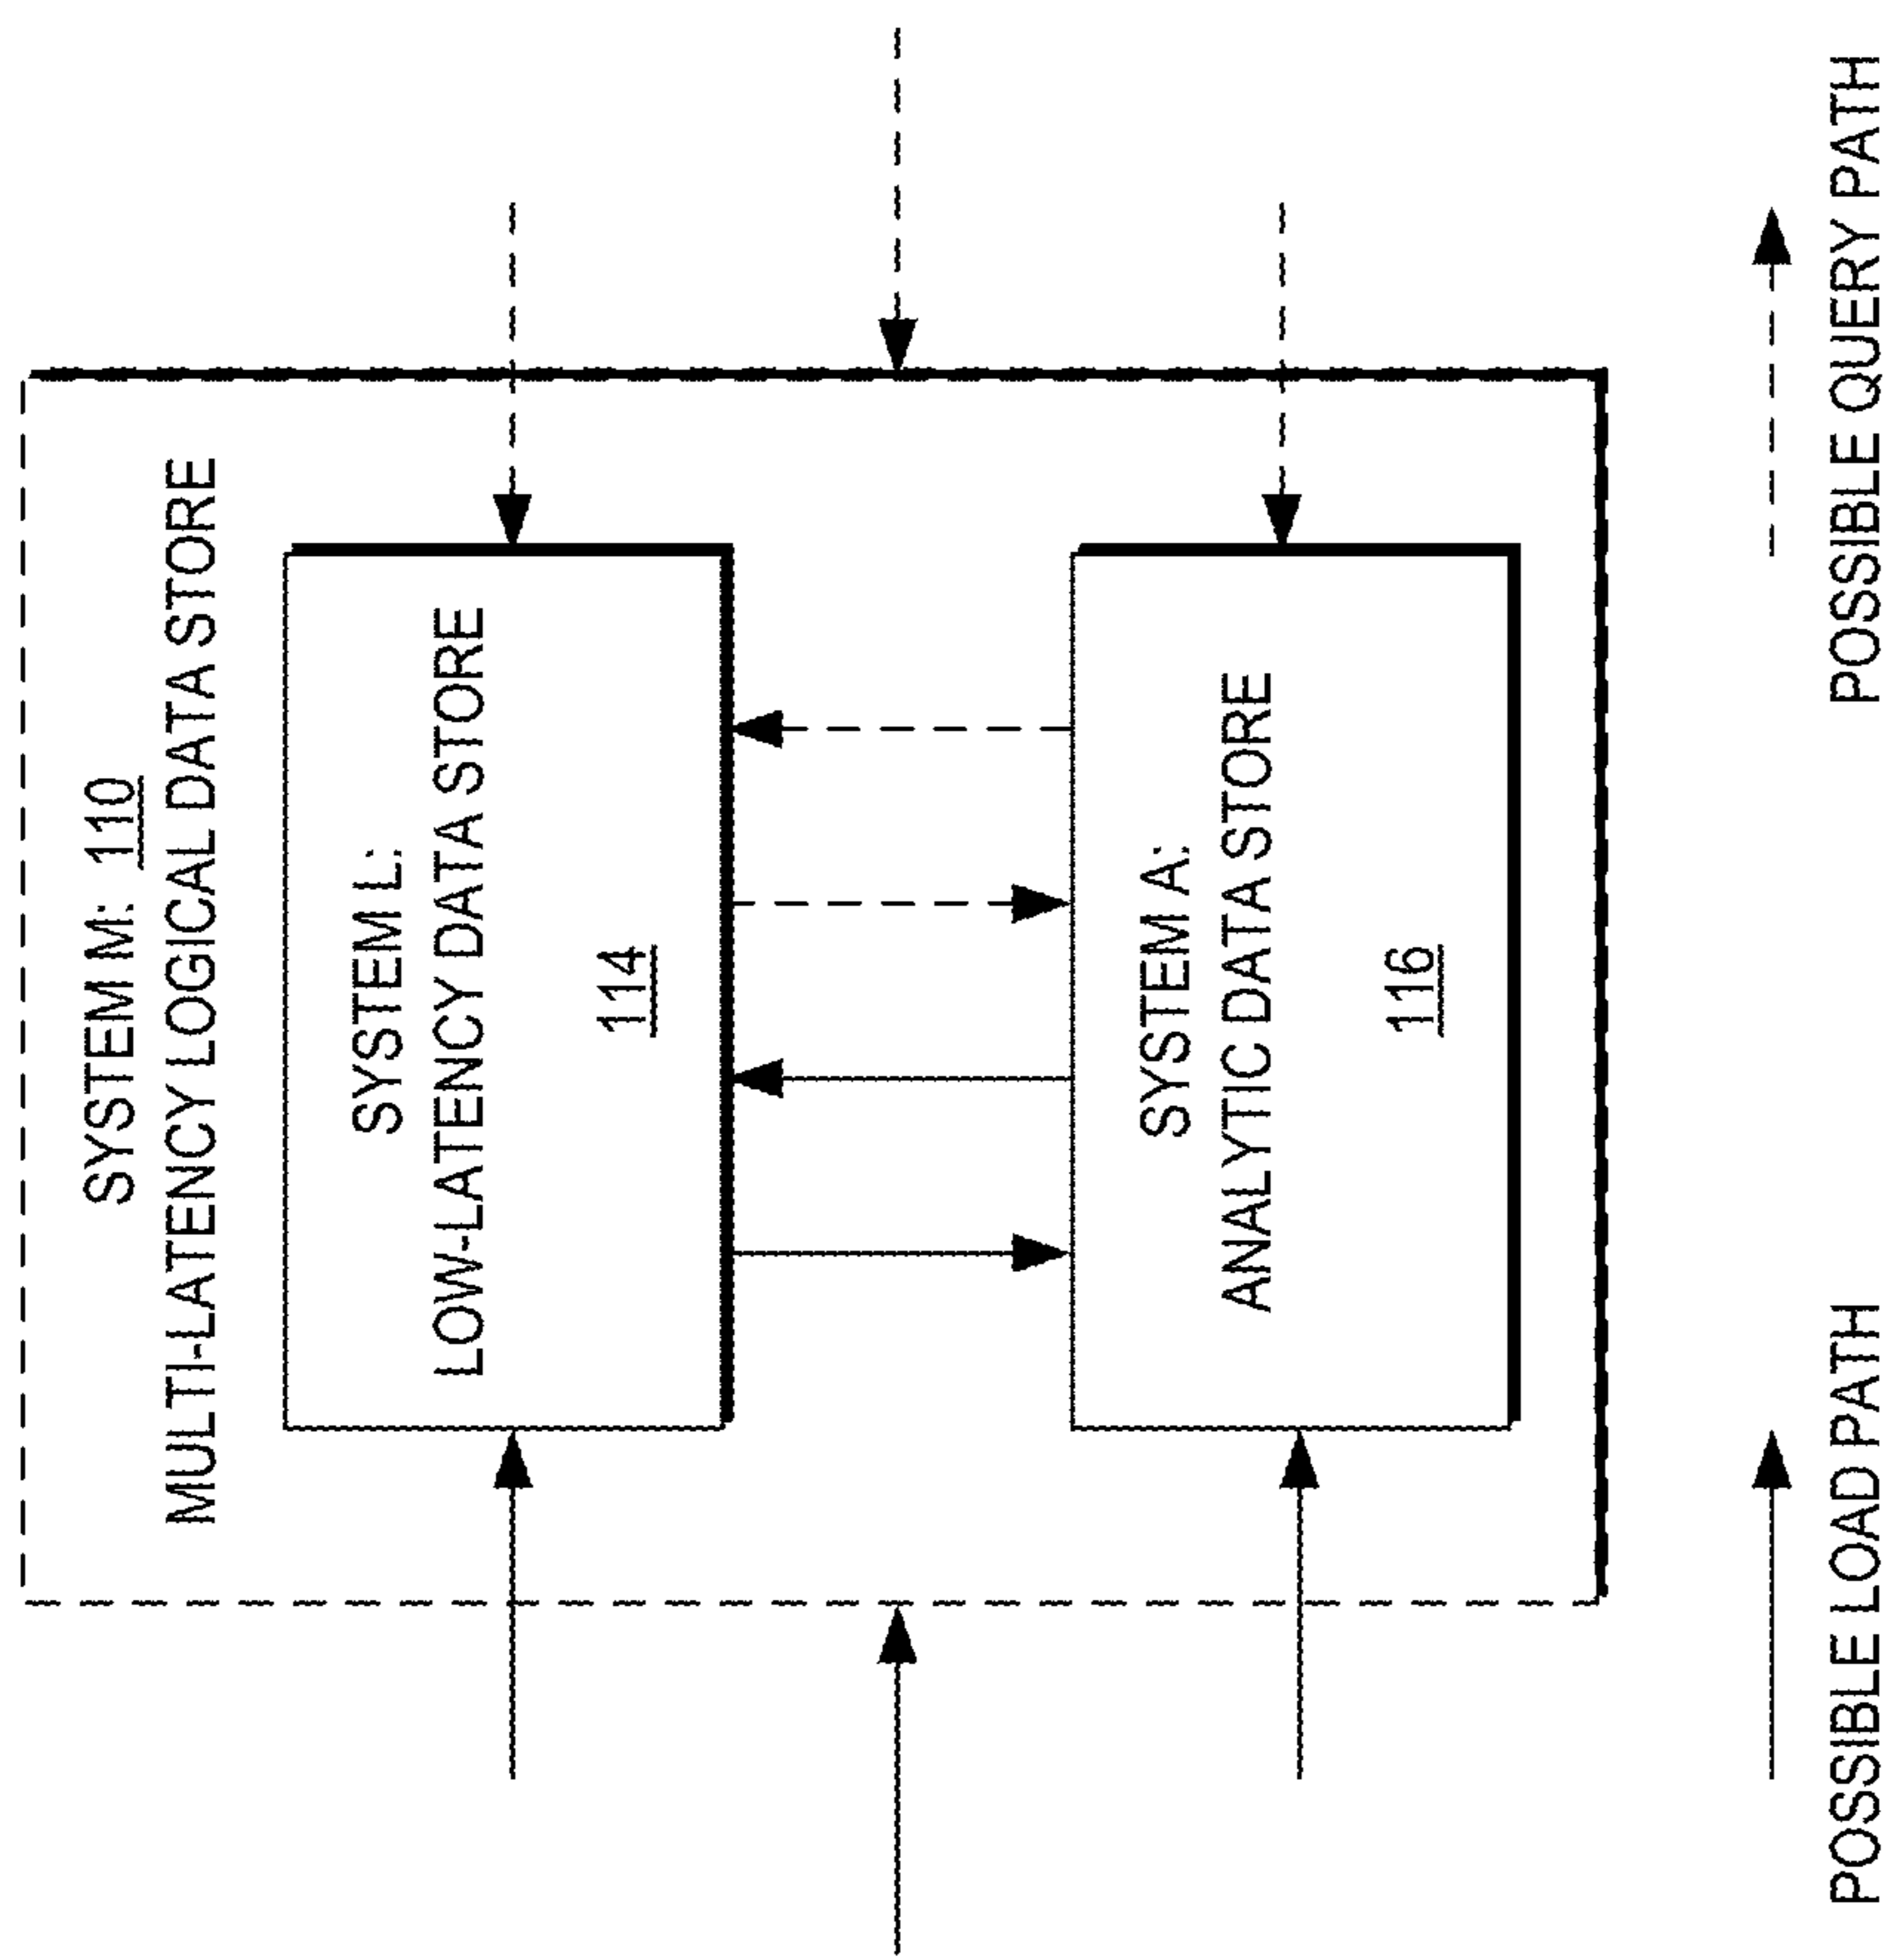 SYSTEM M: 110
MULTI-LATENCY LOGICAL DATA STORE
SYSTEM L:
LOW-LATENCY DATA STORE
114
SYSTEM A:
ANALYTIC DATA STORE
116
POSSIBLE LOAD PATH
POSSIBLE QUERY PATH